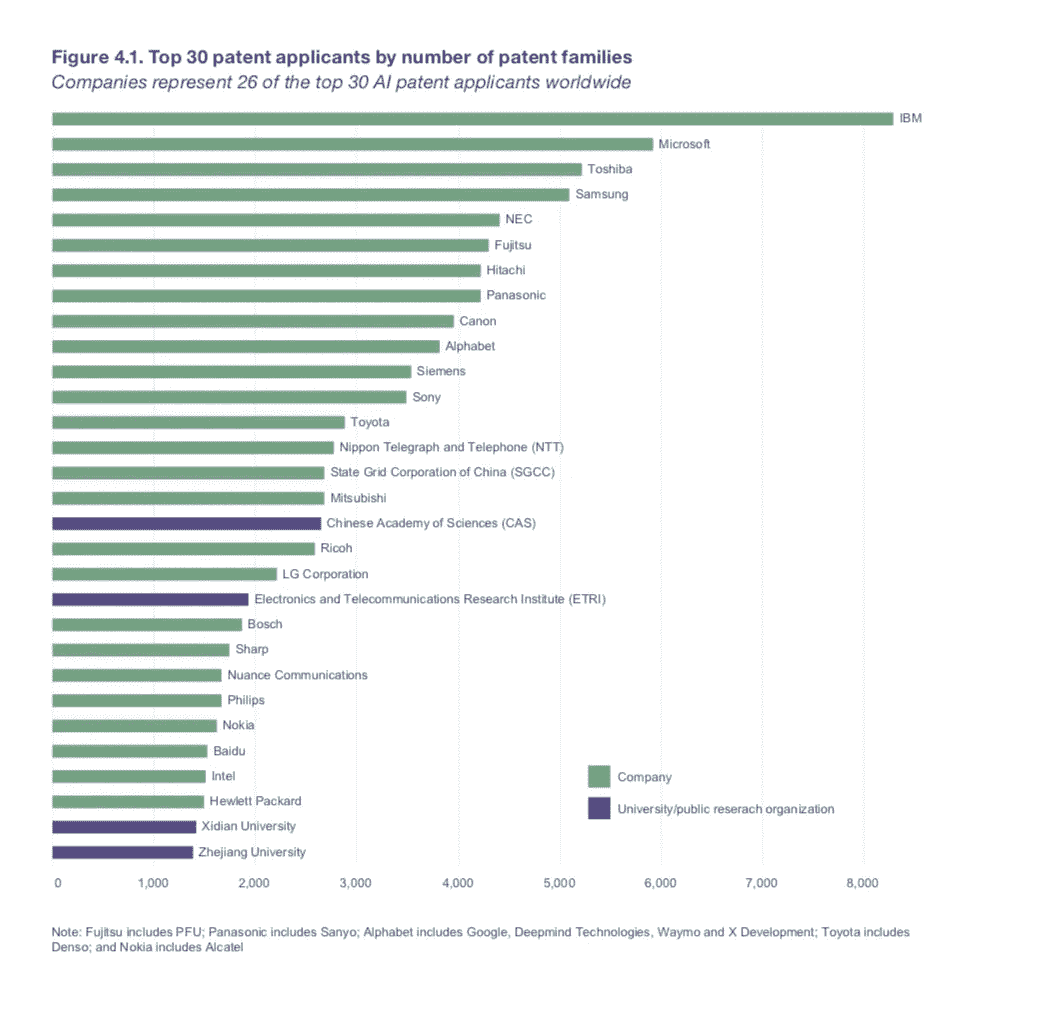 Figure 4.1. Top 30 patent applicants by number of patent families
Companies represent 26 of the top 30 AI patent applicants worldwide
IBM
Microsoft
Toshiba
Samsung
NEC
Fujitsu
Hitachi
Panasonic
Canon
Alphabet
Siemens
Sony
Toyota
Nippon Telegraph and Telephone (NTT)
State Grid Corporation of China (SGCC)
Mitsubishi
Chinese Academy of Sciences (CAS)
Ricoh
LG Corporation
Electronics and Telecommunications Research Institute (ETRI)
Bosch
Sharp
Nuance Communications
Philips
Nokia
Baidu
Intel
Hewlett Packard
Xidian University
Zhejiang University
Company
University/public reserach organization
0 1,000 2,000 3,000 4,000 5,000 6,000 7,000 8,000
Note: Fujitsu includes PFU; Panasonic includes Sanyo; Alphabet includes Google, Deepmind Technologies, Waymo and X Development; Toyota includes
Denso; and Nokia includes Alcatel